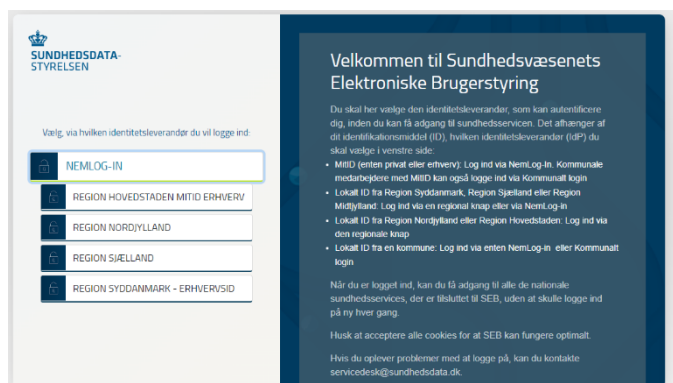 SUNDHEDSDATA-
STYRELSEN
Vælg, via hvilken identitetsleverandør du vil logge ind:
NEMLOG-IN
REGION HOVEDSTADEN MITID ERHVERV
REGION NORDJYLLAND
REGION SJÆLLAND
REGION SYDDANMARK - ERHVERVSID
Velkommen til Sundhedsvæsenets
Elektroniske Brugerstyring
Du skal her vælge den identitetsleverandør, som kan autentificere
dig, inden du kan få adgang til sundhedsservicen. Det afhænger af
dit identifikationsmiddel (ID), hvilken identitetsleverandør (IdP) du
skal vælge i venstre side:
• MitID (enten privat eller erhverv): Log ind via NemLog-In. Kommunale
medarbejdere med MitID kan også logge ind via Kommunalt login
• Lokalt ID fra Region Syddanmark, Region Sjælland eller Region
Midtjylland: Log ind via en regional knap eller via NemLog-in
• Lokalt ID fra Region Nordjylland eller Region Hovedstaden: Log ind via
den regionale knap
• Lokalt ID fra en kommune: Log ind via enten NemLog-in eller Kommunalt
login
Når du er logget ind, kan du få adgang til alle de nationale
sundhedsservices, der er tilsluttet til SEB, uden at skulle logge ind
på ny hver gang.
Husk at acceptere alle cookies for at SEB kan fungere optimalt.
Hvis du oplever problemer med at logge på, kan du kontakte
servicedesk@sundhedsdata.dk.